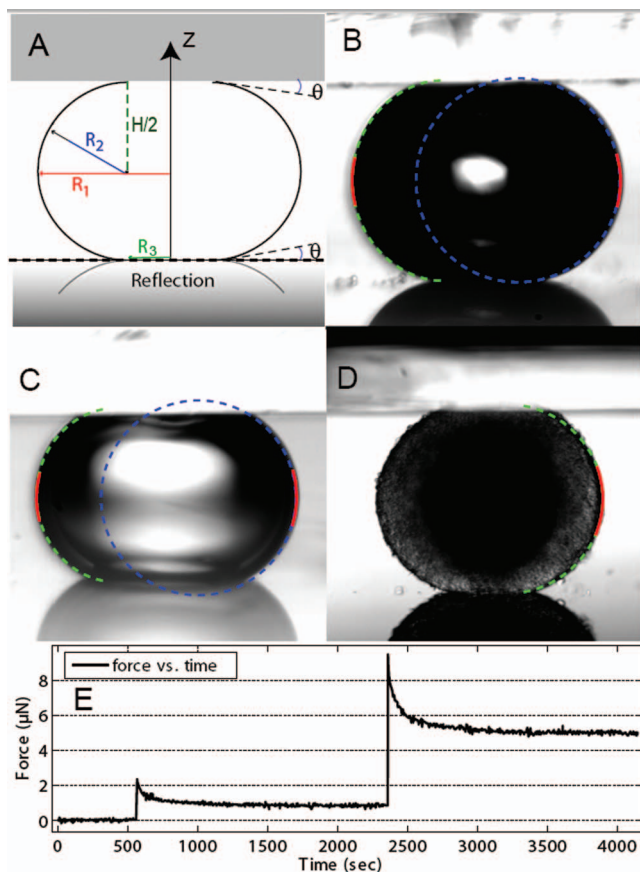 A
Z
θ
H/2
R2
R1
R3
θ
Reflection
B
C
D
E
force vs. time
Force (µN)
8
6
4
2
0
0 500 1000 1500 2000 2500 3000 3500 4000
Time (sec)